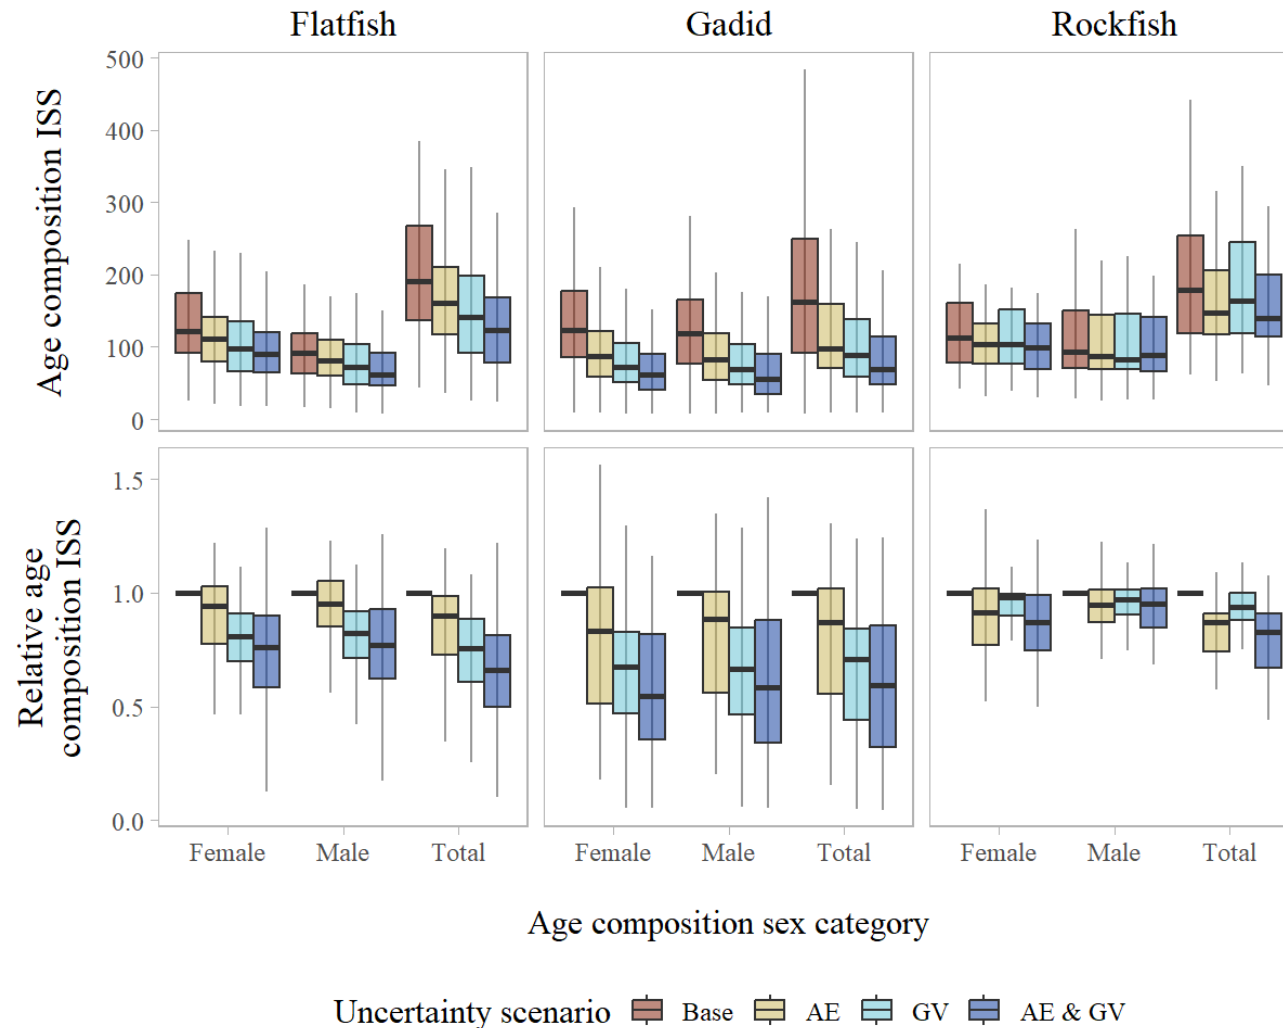 Flatfish Gadid Rockfish
Age composition ISS
500
400
300
200
100
0
Relative age
composition ISS
1.5
1.0
0.5
0.0
Female Male Total Female Male Total Female Male Total
Age composition sex category
Uncertainty scenario Base AE GV AE & GV